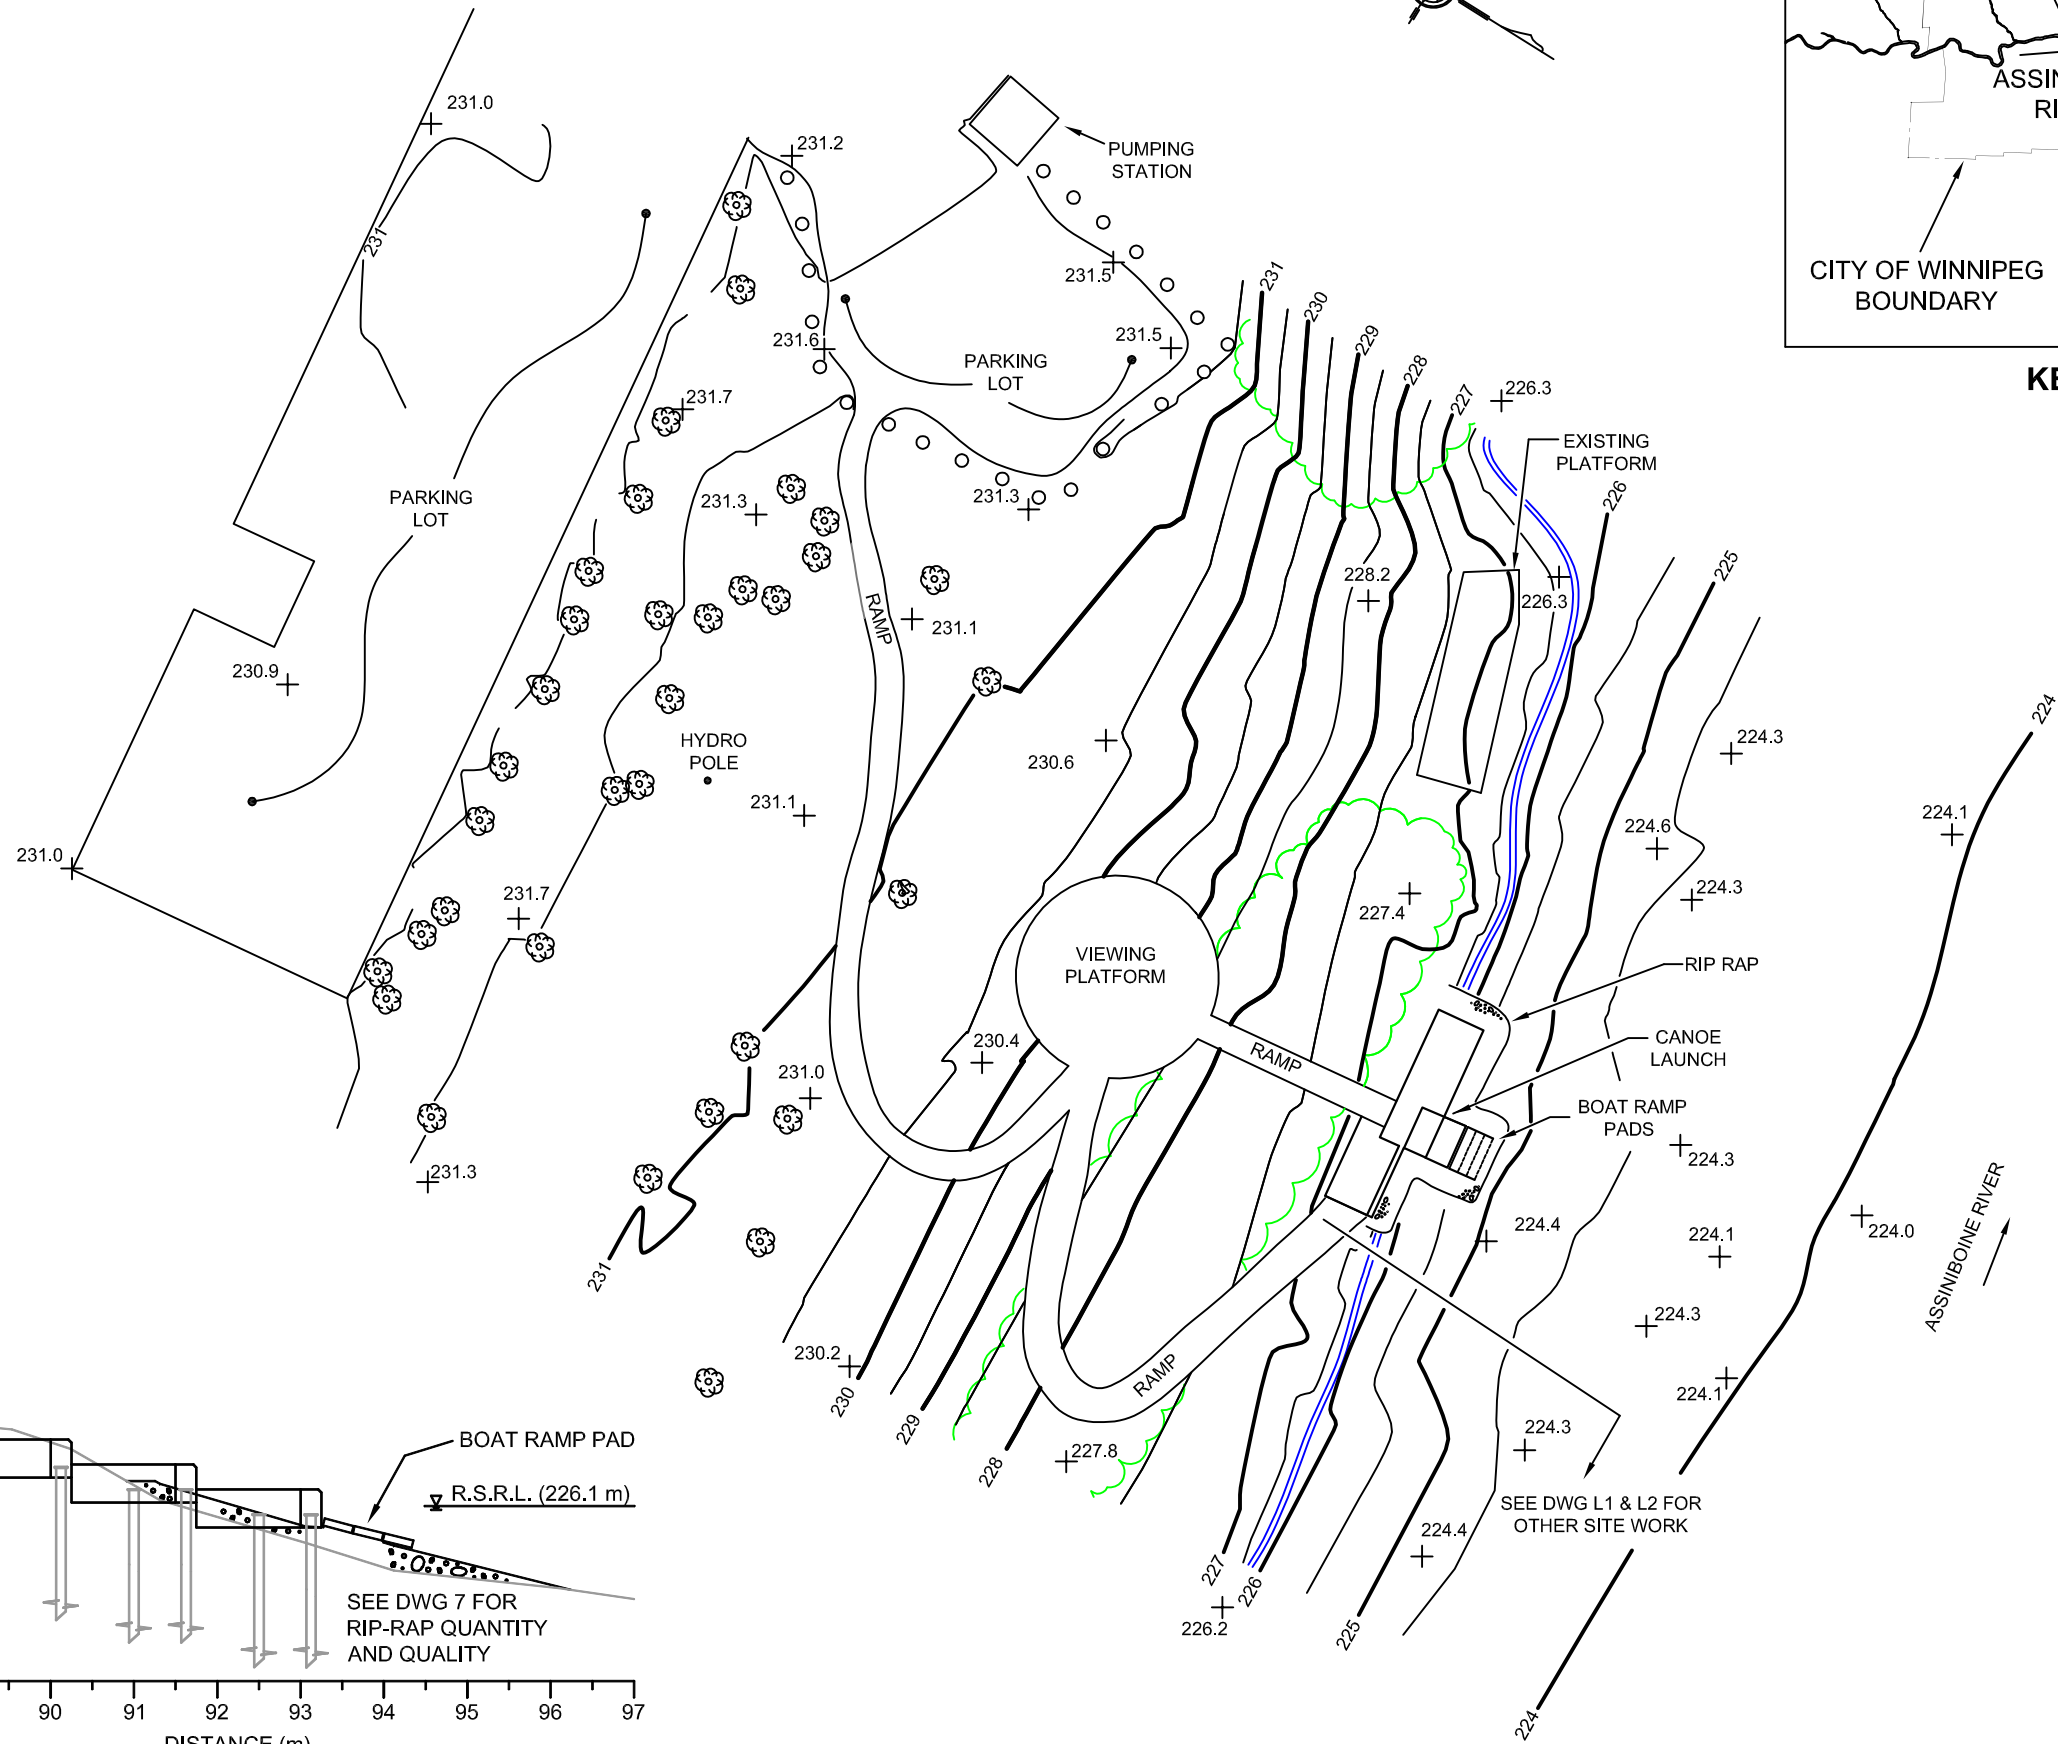 ASSIN
RI
CITY OF WINNIPEG
BOUNDARY
KE
231.0
231.2
PUMPING
STATION
231
231.5
231
230
231.6
231.5
229
PARKING
LOT
228
231.7
227
226.3
EXISTING
PLATFORM
PARKING
LOT
231.3
231.3
226
225
228.2
226.3
RAMP
231.1
230.9
224
HYDRO
POLE
230.6
224.3
231.1
224.1
224.6
231.0
231.7
227.4
224.3
VIEWING
PLATFORM
RIP RAP
230.4
RAMP
CANOE
LAUNCH
231.0
BOAT RAMP
PADS
231.3
224.3
ASSINIBOINE RIVER
224.4
224.1
224.0
231
224.3
230.2
RAMP
224.1
230
229
224.3
228
227.8
BOAT RAMP PAD
R.S.R.L. (226.1 m)
SEE DWG L1 & L2 FOR
OTHER SITE WORK
224.4
227
226
SEE DWG 7 FOR
RIP-RAP QUANTITY
AND QUALITY
226.2
225
224
90 91 92 93 94 95 96 97
DISTANCE (m)